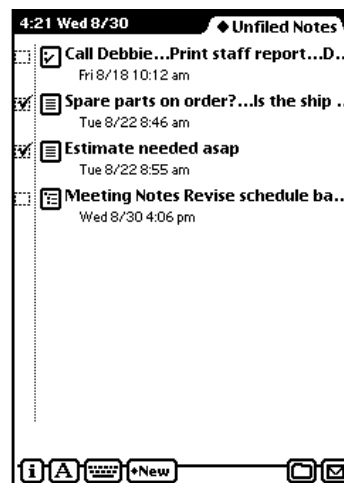 4:21 Wed 8/30
◆Unfiled Notes
Call Debbie...Print staff report...D...
Fri 8/18 10:12 am
Spare parts on order?...Is the ship ...
Tue 8/22 8:46 am
Estimate needed asap
Tue 8/22 8:55 am
Meeting Notes Revise schedule ba...
Wed 8/30 4:06 pm
i A ◆New